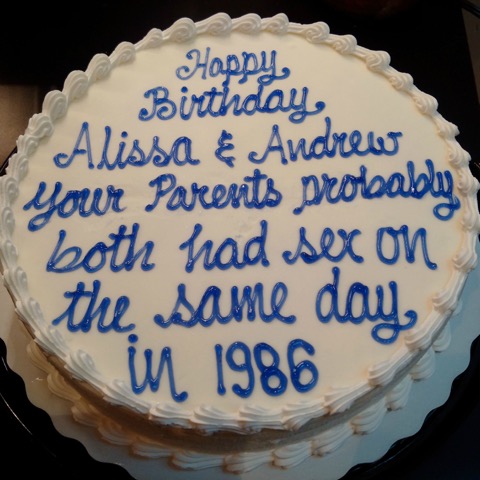 Happy
Birthday
Alissa & Andrew
Your Parents probably
both had sex on
the same day
in 1986